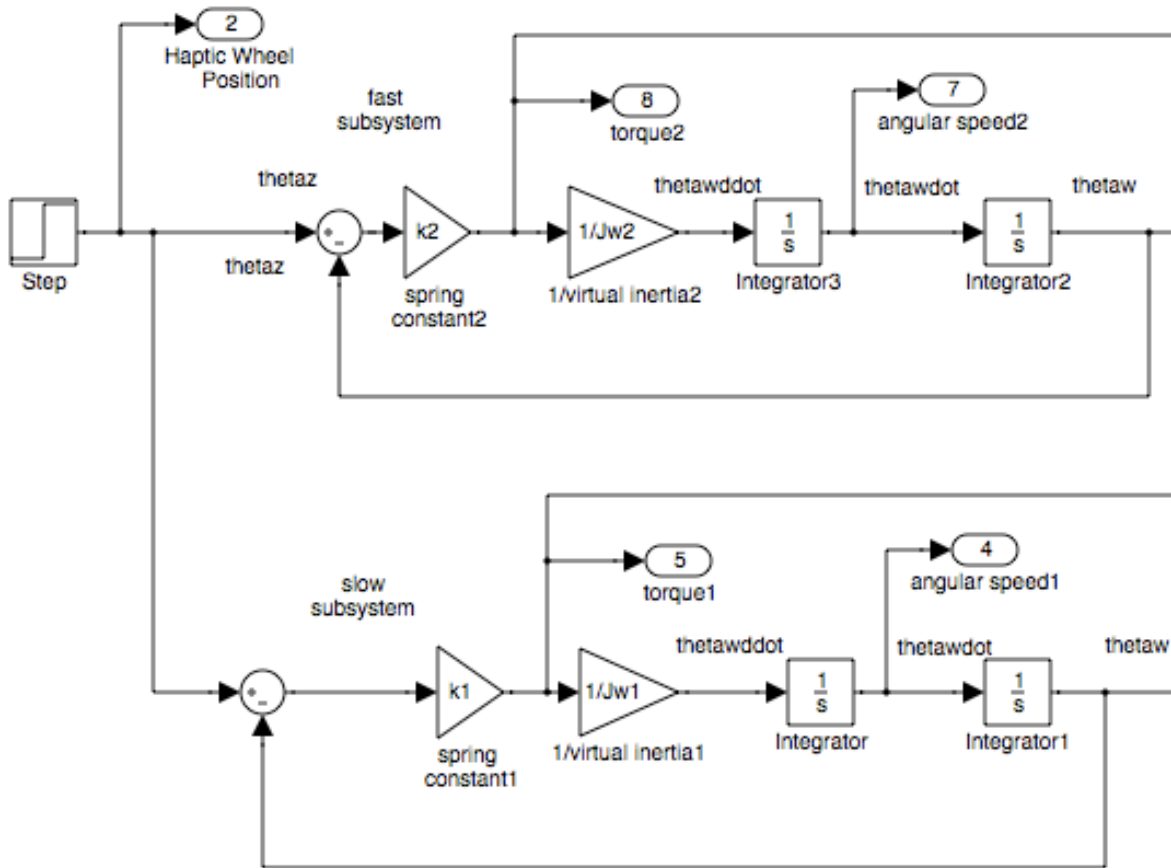 2
Haptic Wheel
Position
fast
subsystem
8
torque2
7
angular speed2
thetaz
thetawddot
thetawdot
thetaw
Step
+
−
k2
1/Jw2
1
s
1
s
thetaz
spring
constant2
1/virtual inertia2
Integrator3
Integrator2
slow
subsystem
5
torque1
4
angular speed1
thetawddot
thetawdot
thetaw
+
−
k1
1/Jw1
1
s
1
s
spring
constant1
1/virtual inertia1
Integrator
Integrator1